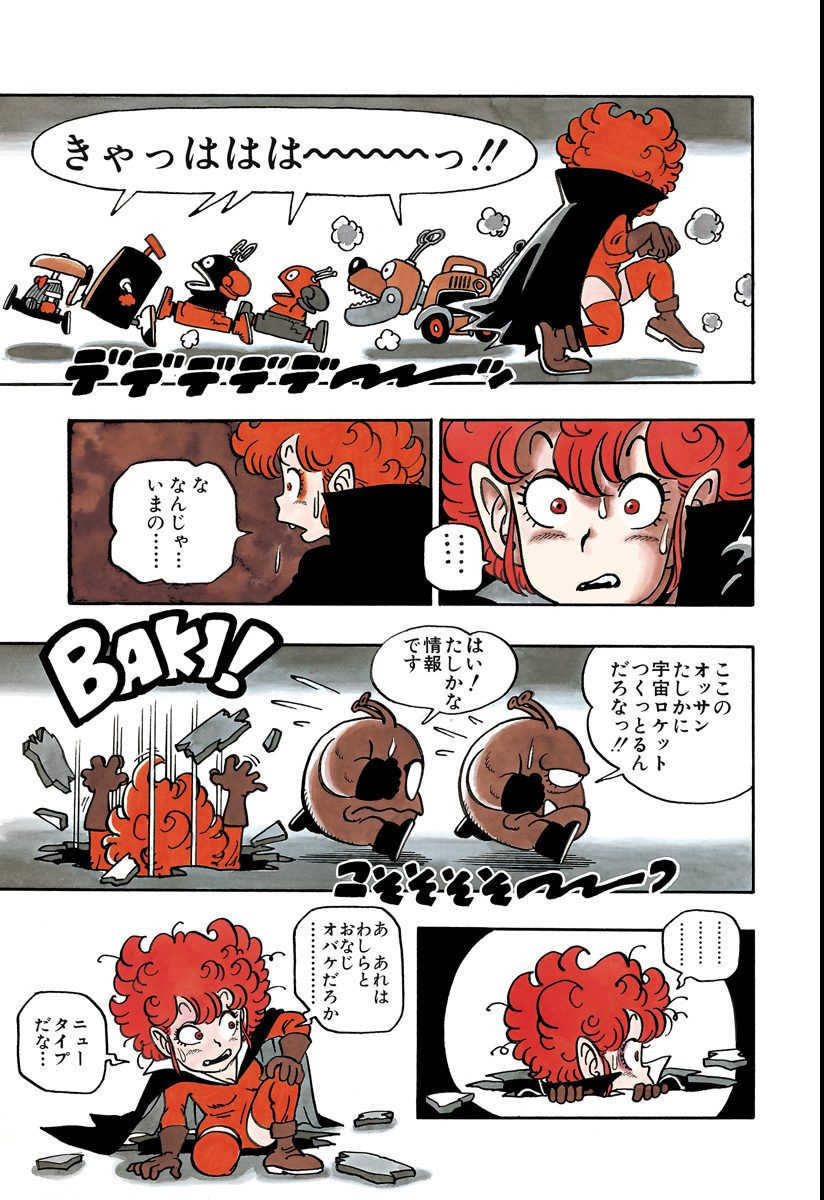 きゃっははは〜〜〜〜っ!!
デデデデデ〜〜ッ
………
な
なんじゃ…
いまの……
ここの
オッサン
たしかに
宇宙ロケット
つくっとるん
だろなっ!!
はい!
たしかな
情報
です
BAKI!
こそそそそ〜〜っ
………
………
あ あれは
わしらと
おなじ
オバケだろか
…………
ニュー
タイプ
だな…